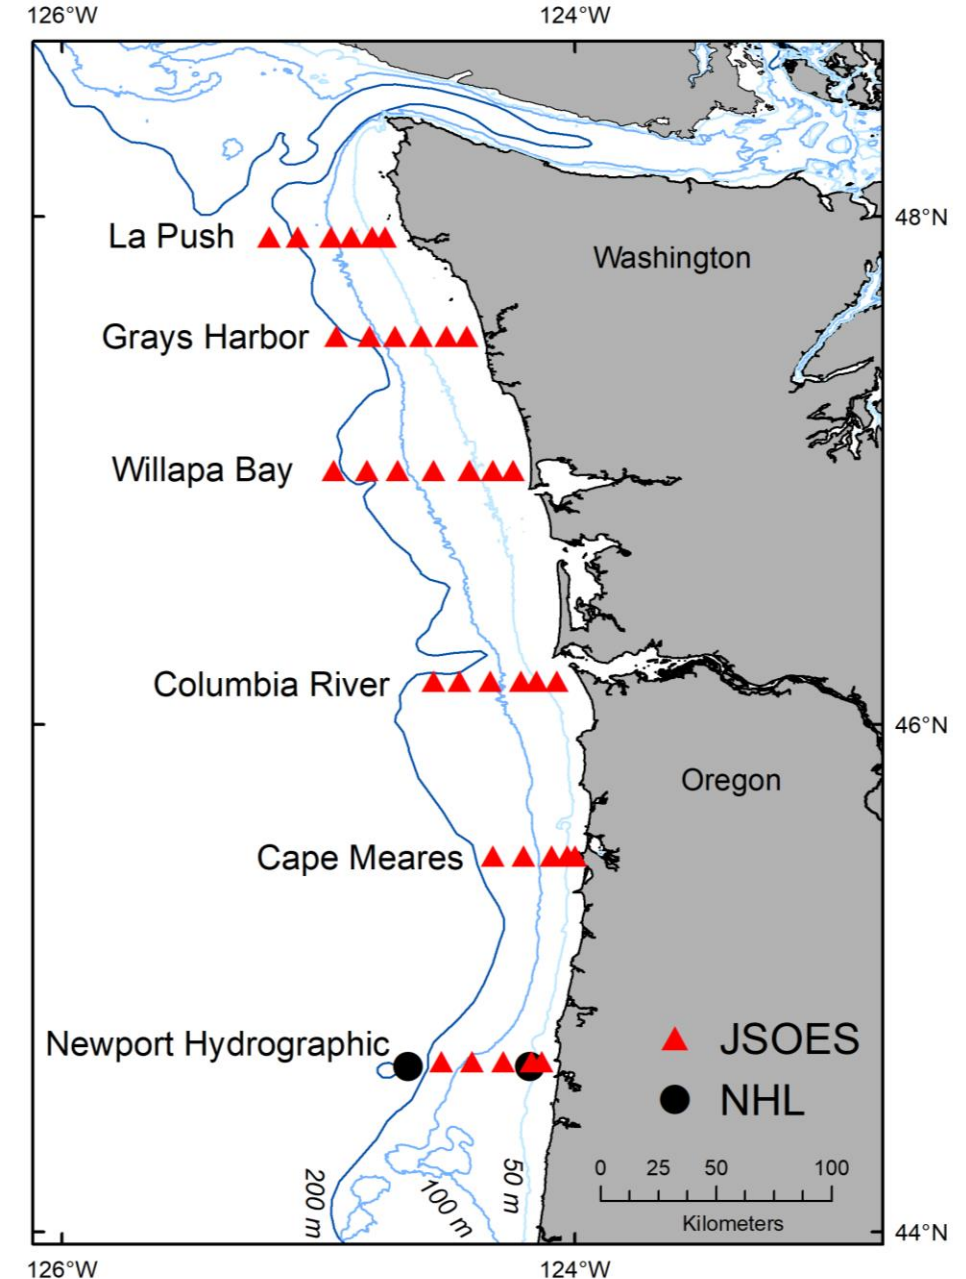 126°W 124°W
48°N
La Push
Washington
Grays Harbor
Willapa Bay
Columbia River
46°N
Oregon
Cape Meares
Newport Hydrographic
JSOES
NHL
0 25 50 100
Kilometers
200 m
100 m
50 m
44°N
126°W 124°W